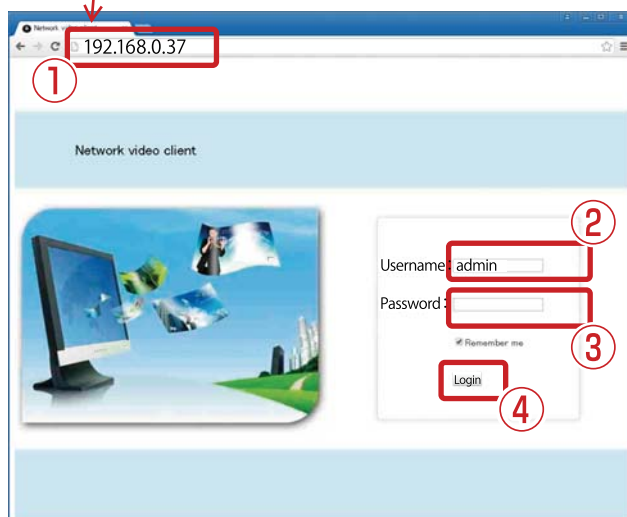 Network v
192.168.0.37
①
Network video client
②
Username: admin
Password:
③
Remember me
Login
④